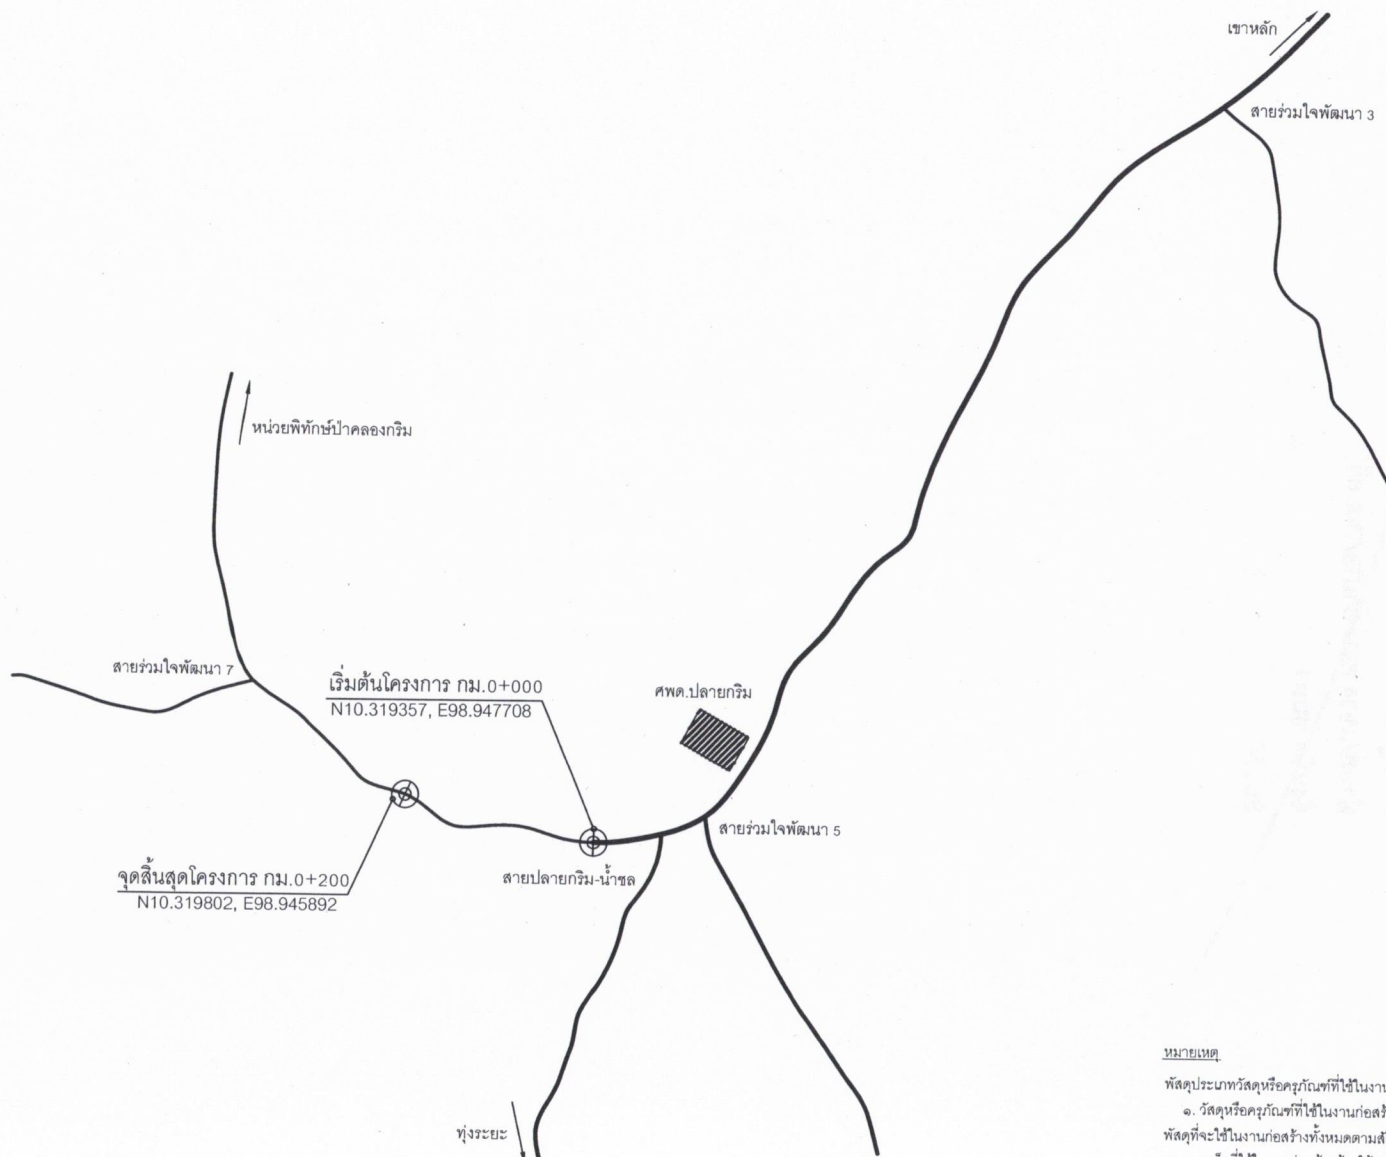 เขาหลัก
สายร่วมใจพัฒนา 3
หน่วยพิทักษ์ป่าคลองกริม
สายร่วมใจพัฒนา 7
เริ่มต้นโครงการ กม.0+000
N10.319357, E98.947708
ศพด.ปลายกริม
สายร่วมใจพัฒนา 5
สายปลายกริม-น้ำซล
จุดสิ้นสุดโครงการ กม.0+200
N10.319802, E98.945892
ทุ่งระยะ
หมายเหตุ
พัสดุประเภทวัสดุหรือครุภัณฑ์ที่ใช้ในงาน
๑. วัสดุหรือครุภัณฑ์ที่ใช้ในงานก่อสร้
พัสดุที่จะใช้ในงานก่อสร้างทั้งหมดตามสั